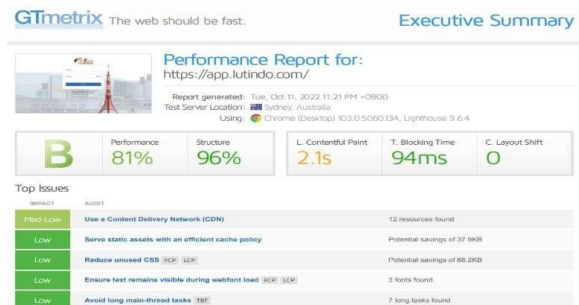 GTmetrix The web should be fast.
Executive Summary
Performance Report for:
https://app.lutindo.com/
Report generated: Tue, Oct 11, 2022 11:21 PM +0800
Test Server Location: Sydney, Australia
Using: Chrome (Desktop) 103.0.5060.134, Lighthouse 9.6.4
B
Performance
81%
Structure
96%
L. Contentful Paint
2.1s
T. Blocking Time
94ms
C. Layout Shift
0
Top Issues
IMPACT AUDIT
Med-Low Use a Content Delivery Network (CDN) 12 resources found
Low Serve static assets with an efficient cache policy Potential savings of 37.9KB
Low Reduce unused CSS FCP LCP Potential savings of 68.2KB
Low Ensure text remains visible during webfont load FCP LCP 3 fonts found
Low Avoid long main-thread tasks TBT 7 long tasks found